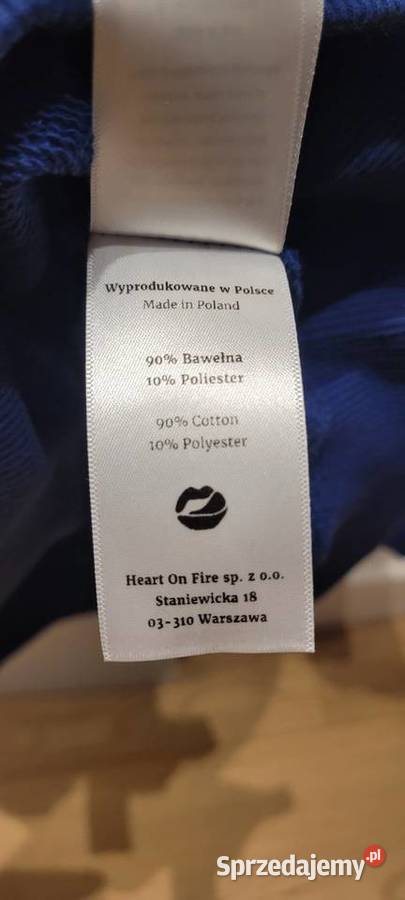 Wyprodukowane w Polsce
Made in Poland
90% Bawełna
10% Poliester
90% Cotton
10% Polyester
Heart On Fire sp. z o.o.
Staniewicka 18
03-310 Warszawa
Sprzedajemy.pl